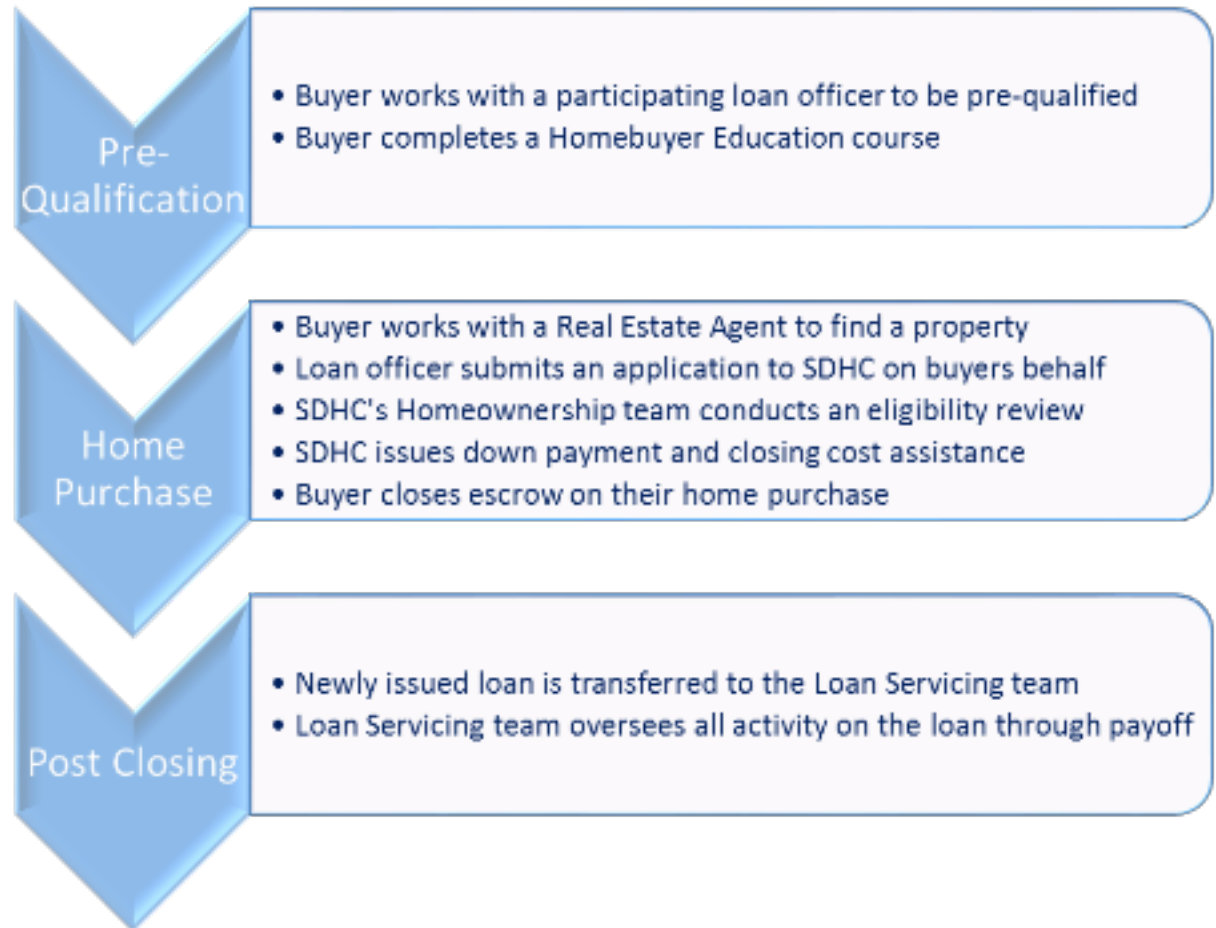 Pre-
Qualification
• Buyer works with a participating loan officer to be pre-qualified
• Buyer completes a Homebuyer Education course
Home
Purchase
• Buyer works with a Real Estate Agent to find a property
• Loan officer submits an application to SDHC on buyers behalf
• SDHC's Homeownership team conducts an eligibility review
• SDHC issues down payment and closing cost assistance
• Buyer closes escrow on their home purchase
Post Closing
• Newly issued loan is transferred to the Loan Servicing team
• Loan Servicing team oversees all activity on the loan through payoff